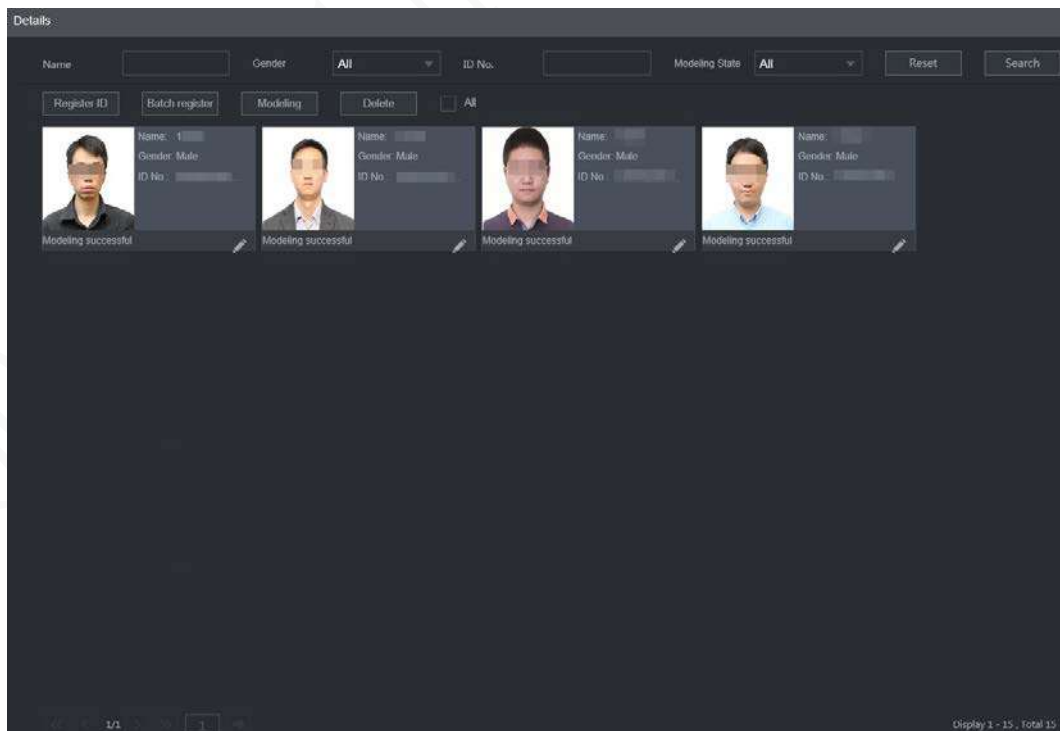 Details
Name Gender All ID No. Modeling State All Reset Search
Register ID Batch register Modeling Delete All
Name: 1 Name: Name: Name:
Gender: Male Gender: Male Gender: Male Gender: Male
ID No.: ID No.: ID No.: ID No.:
Modeling successful Modeling successful Modeling successful Modeling successful
1/1 1 Display 1 - 15 , Total 15